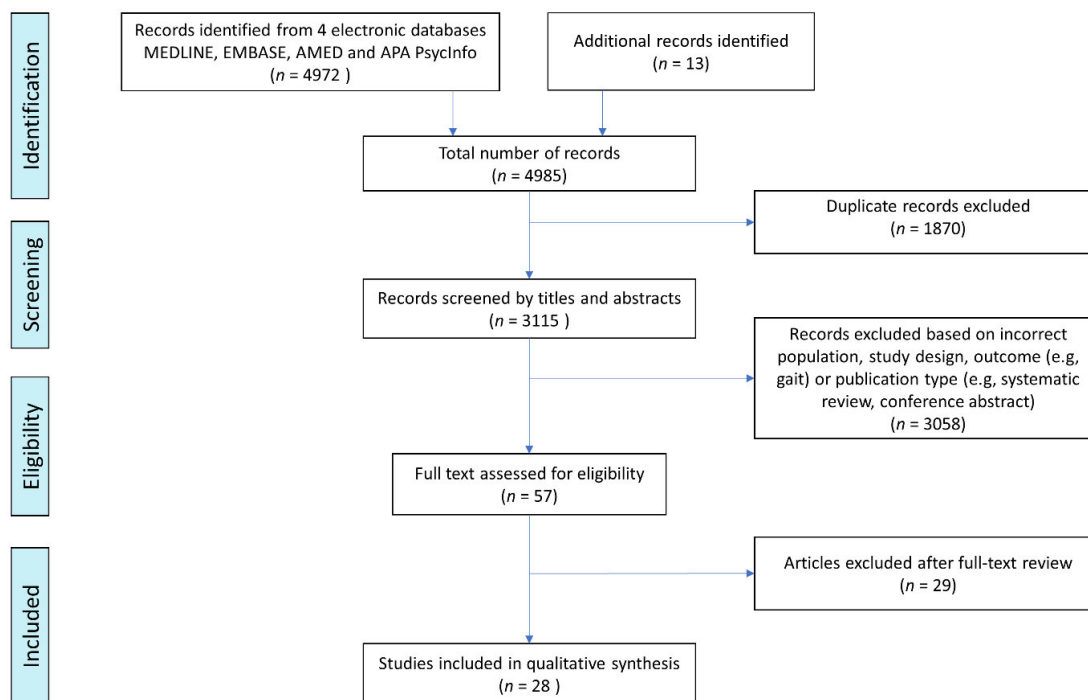 Identification
Records identified from 4 electronic databases
MEDLINE, EMBASE, AMED and APA PsycInfo
(n = 4972 )
Additional records identified
(n = 13)
Total number of records
(n = 4985)
Duplicate records excluded
(n = 1870)
Screening
Records screened by titles and abstracts
(n = 3115 )
Records excluded based on incorrect
population, study design, outcome (e.g,
gait) or publication type (e.g, systematic
review, conference abstract)
(n = 3058)
Eligibility
Full text assessed for eligibility
(n = 57)
Articles excluded after full-text review
(n = 29)
Included
Studies included in qualitative synthesis
(n = 28 )